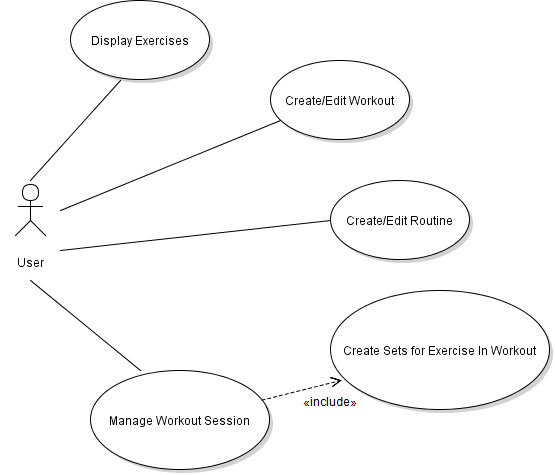 Display Exercises
Create/Edit Workout
Create/Edit Routine
User
Create Sets for Exercise In Workout
«include»
Manage Workout Session